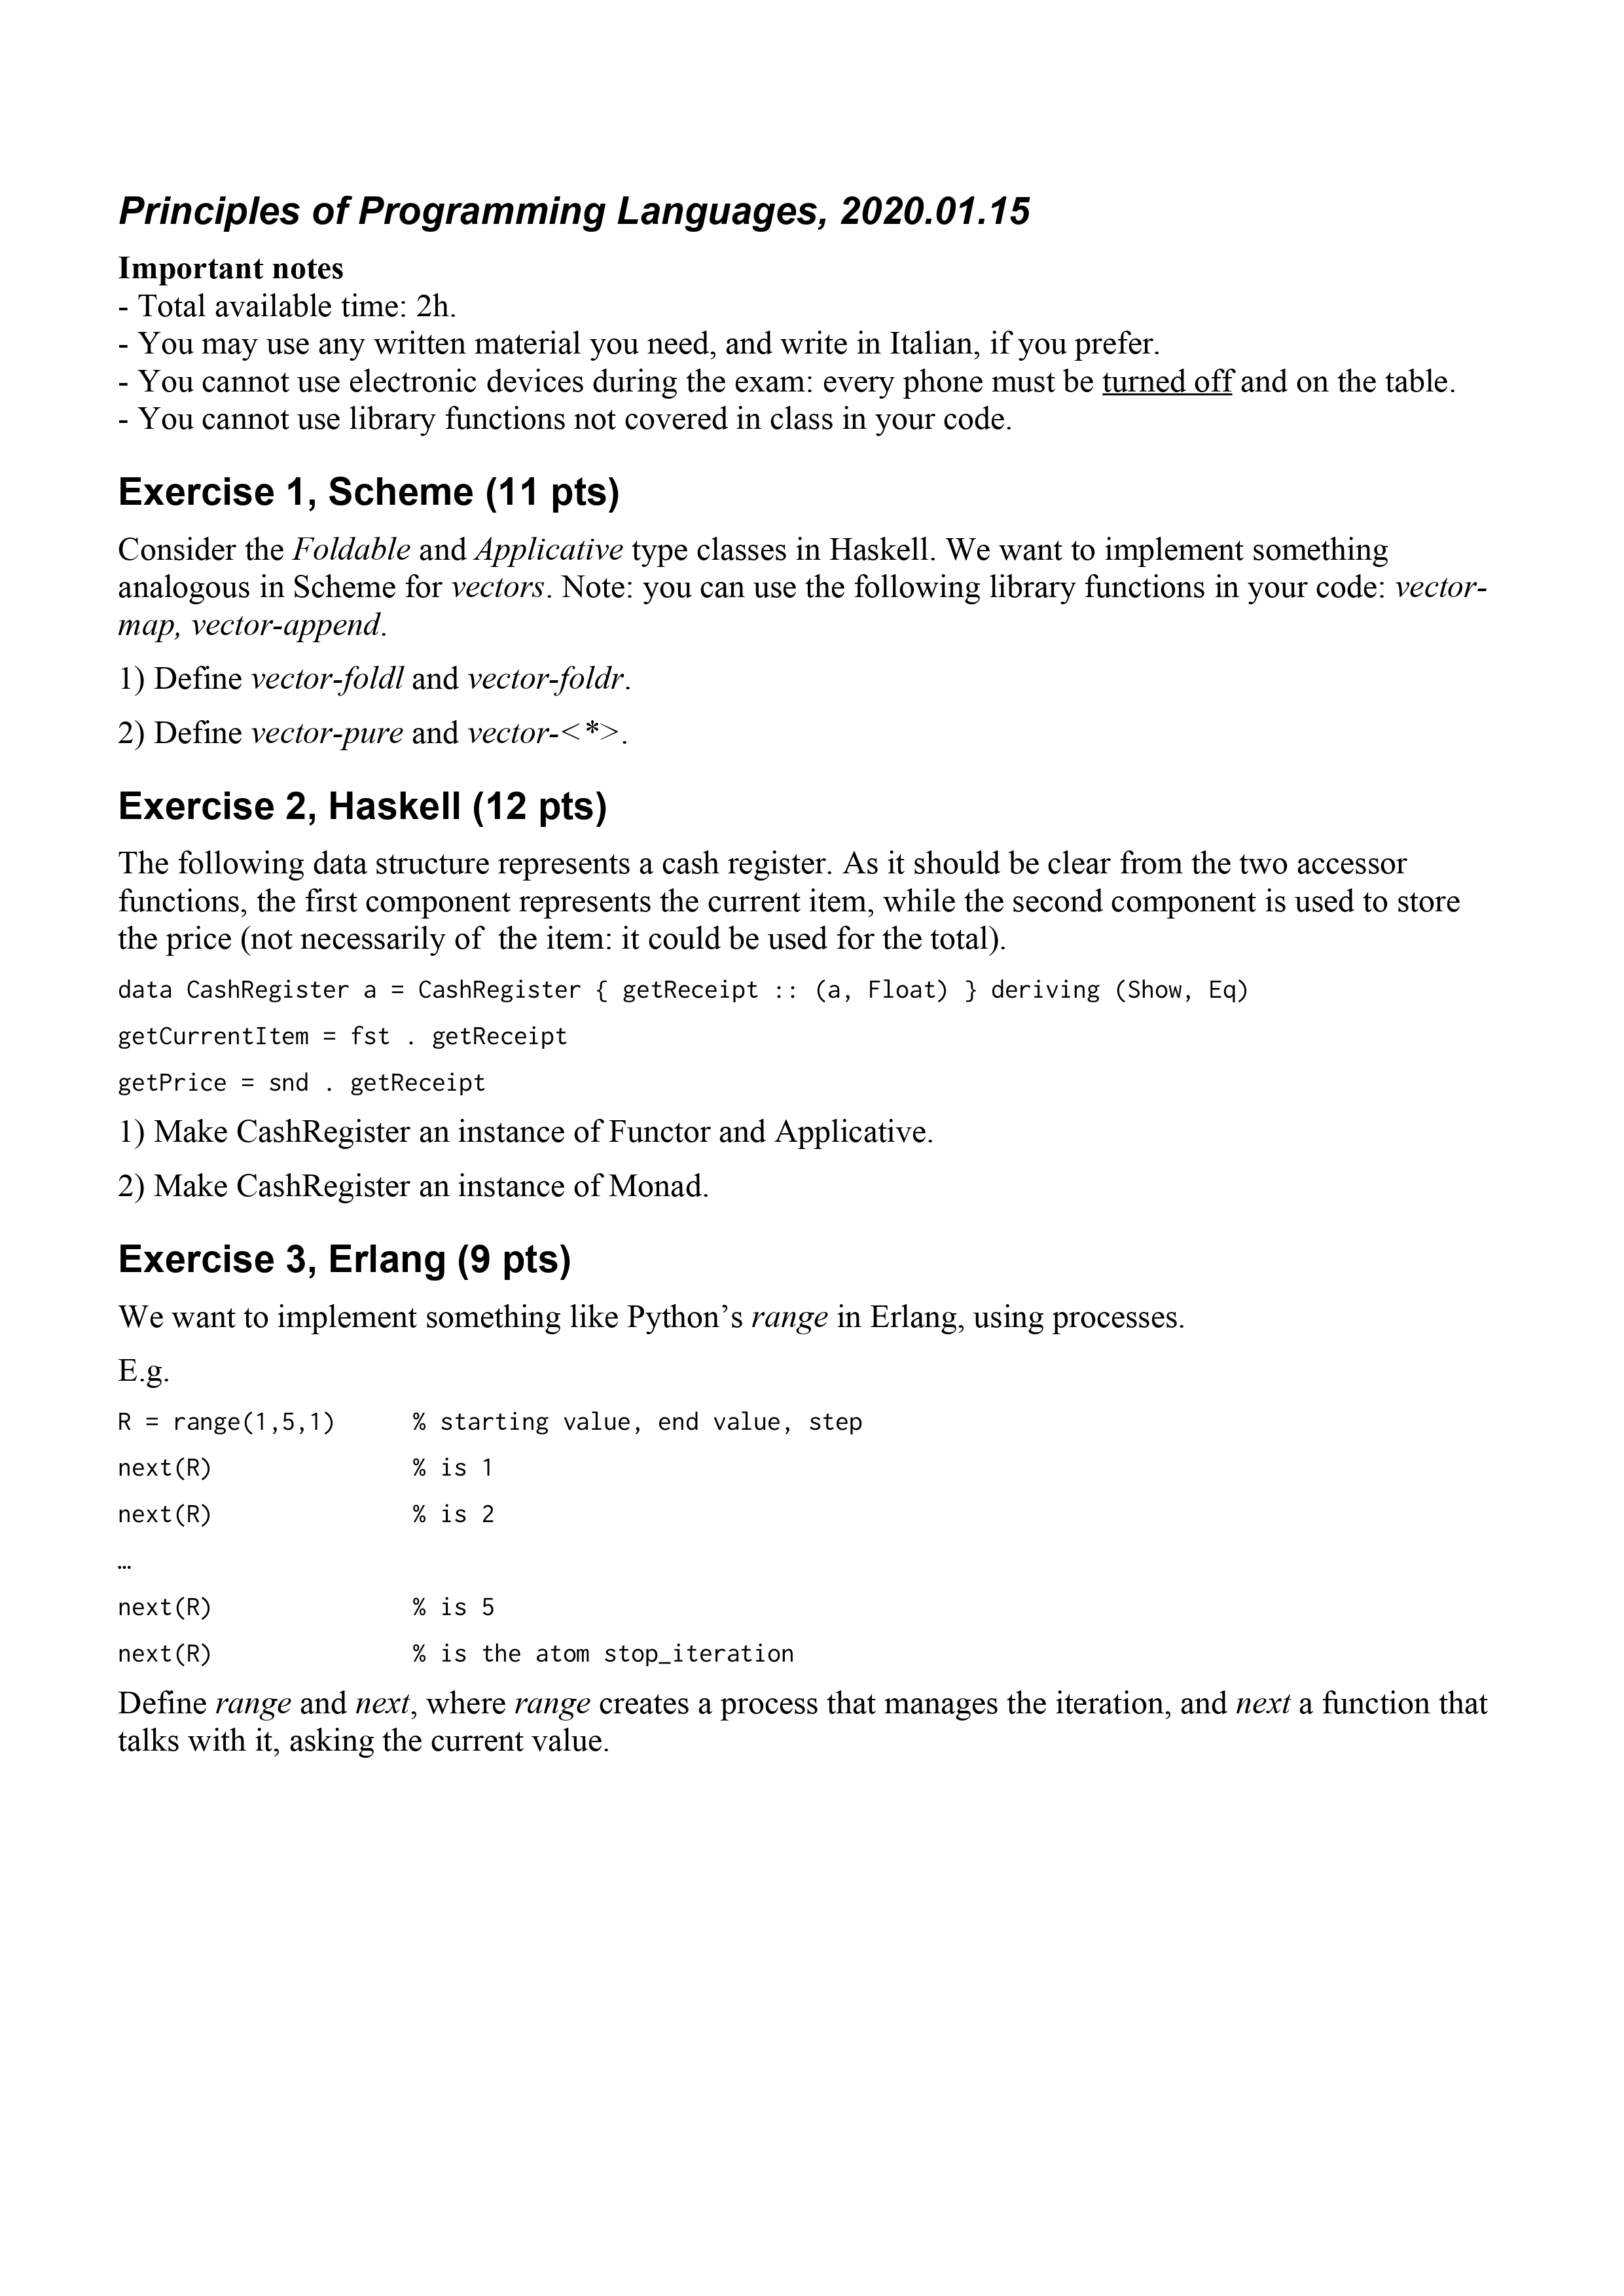 Principles of Programming Languages, 2020.01.15
Important notes
- Total available time: 2h.
- You may use any written material you need, and write in Italian, if you prefer.
- You cannot use electronic devices during the exam: every phone must be turned off and on the table.
- You cannot use library functions not covered in class in your code.
Exercise 1, Scheme (11 pts)
Consider the Foldable and Applicative type classes in Haskell. We want to implement something
analogous in Scheme for vectors. Note: you can use the following library functions in your code: vector-
map, vector-append.
1) Define vector-foldl and vector-foldr.
2) Define vector-pure and vector-<*>.
Exercise 2, Haskell (12 pts)
The following data structure represents a cash register. As it should be clear from the two accessor
functions, the first component represents the current item, while the second component is used to store
the price (not necessarily of  the item: it could be used for the total).
data CashRegister a = CashRegister { getReceipt :: (a, Float) } deriving (Show, Eq)
getCurrentItem = fst . getReceipt
getPrice = snd . getReceipt
1) Make CashRegister an instance of Functor and Applicative.
2) Make CashRegister an instance of Monad.
Exercise 3, Erlang (9 pts)
We want to implement something like Python’s range in Erlang, using processes.
E.g.
R = range(1,5,1) % starting value, end value, step
next(R) % is 1
next(R) % is 2
…
next(R) % is 5
next(R) % is the atom stop_iteration
Define range and next, where range creates a process that manages the iteration, and next a function that
talks with it, asking the current value.